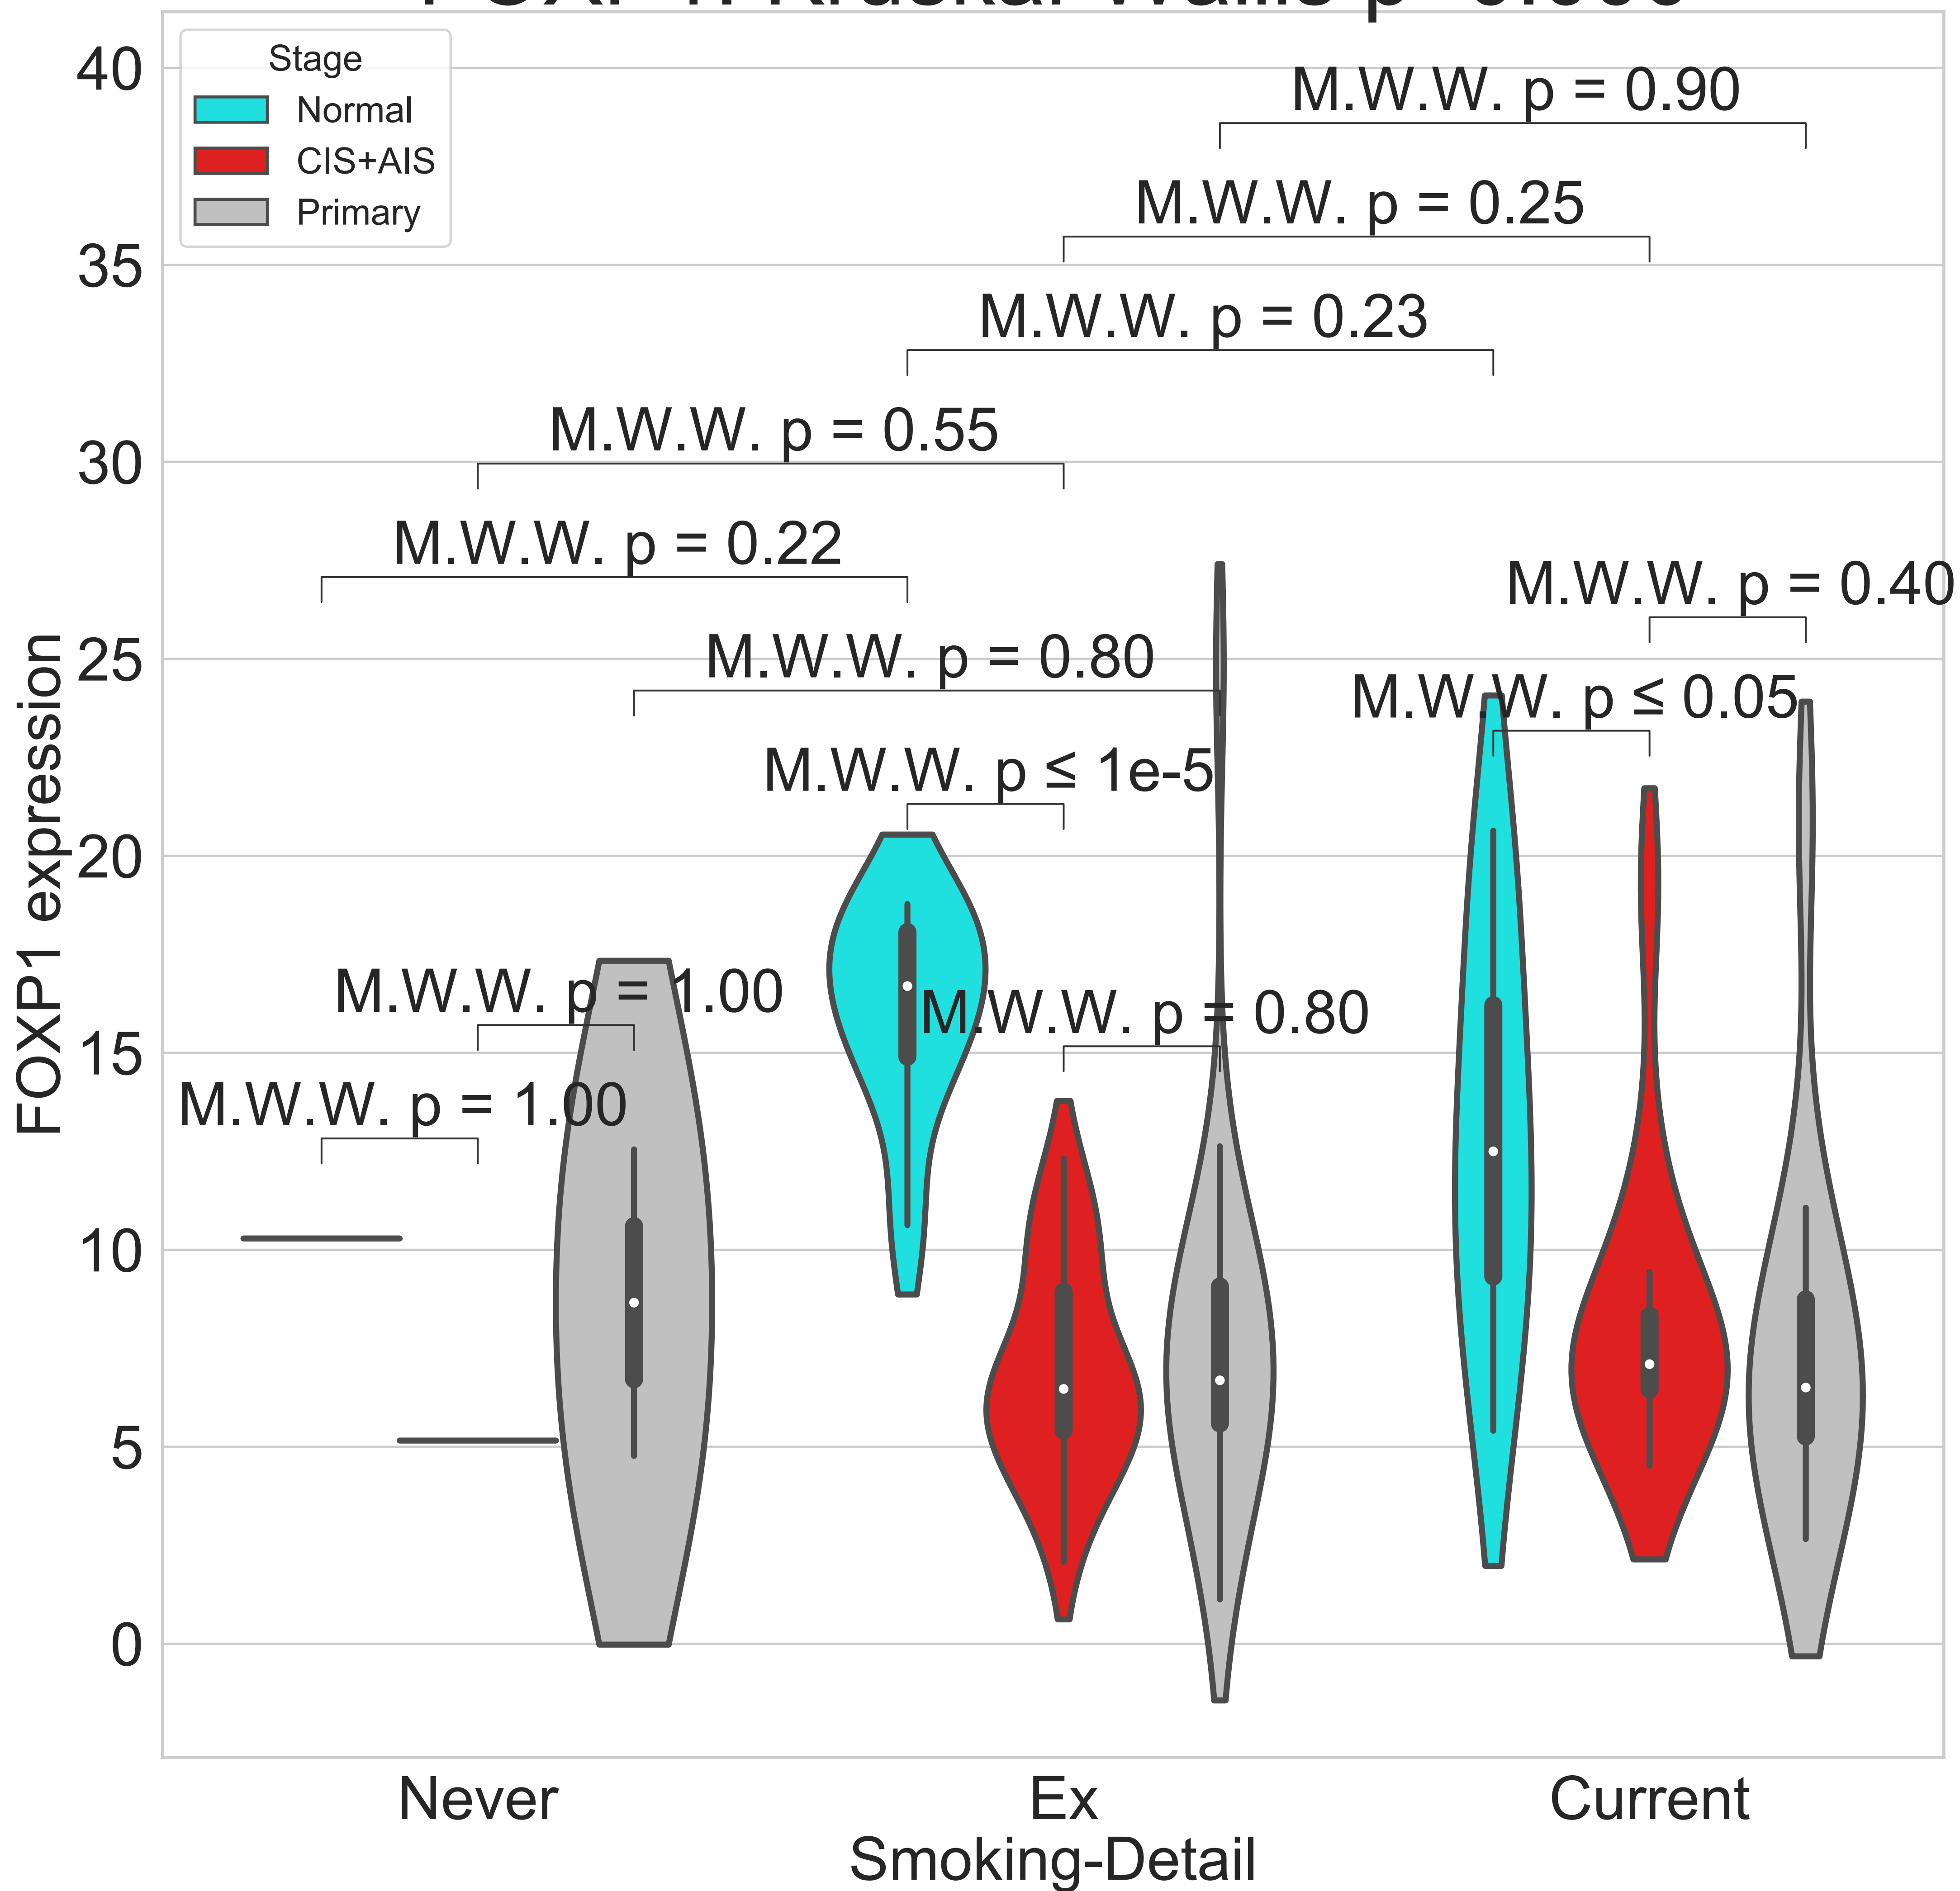 40
35
30
25
20
15
10
5
0
FOXP1 expression
Stage
Normal
CIS+AIS
Primary
M.W.W. p = 0.90
M.W.W. p = 0.25
M.W.W. p = 0.23
M.W.W. p = 0.55
M.W.W. p = 0.22
M.W.W. p = 0.40
M.W.W. p = 0.80
M.W.W. p ≤ 0.05
M.W.W. p ≤ 1e-5
M.W.W. p = 1.00
M.W.W. p = 0.80
M.W.W. p = 1.00
Never
Ex
Current
Smoking-Detail